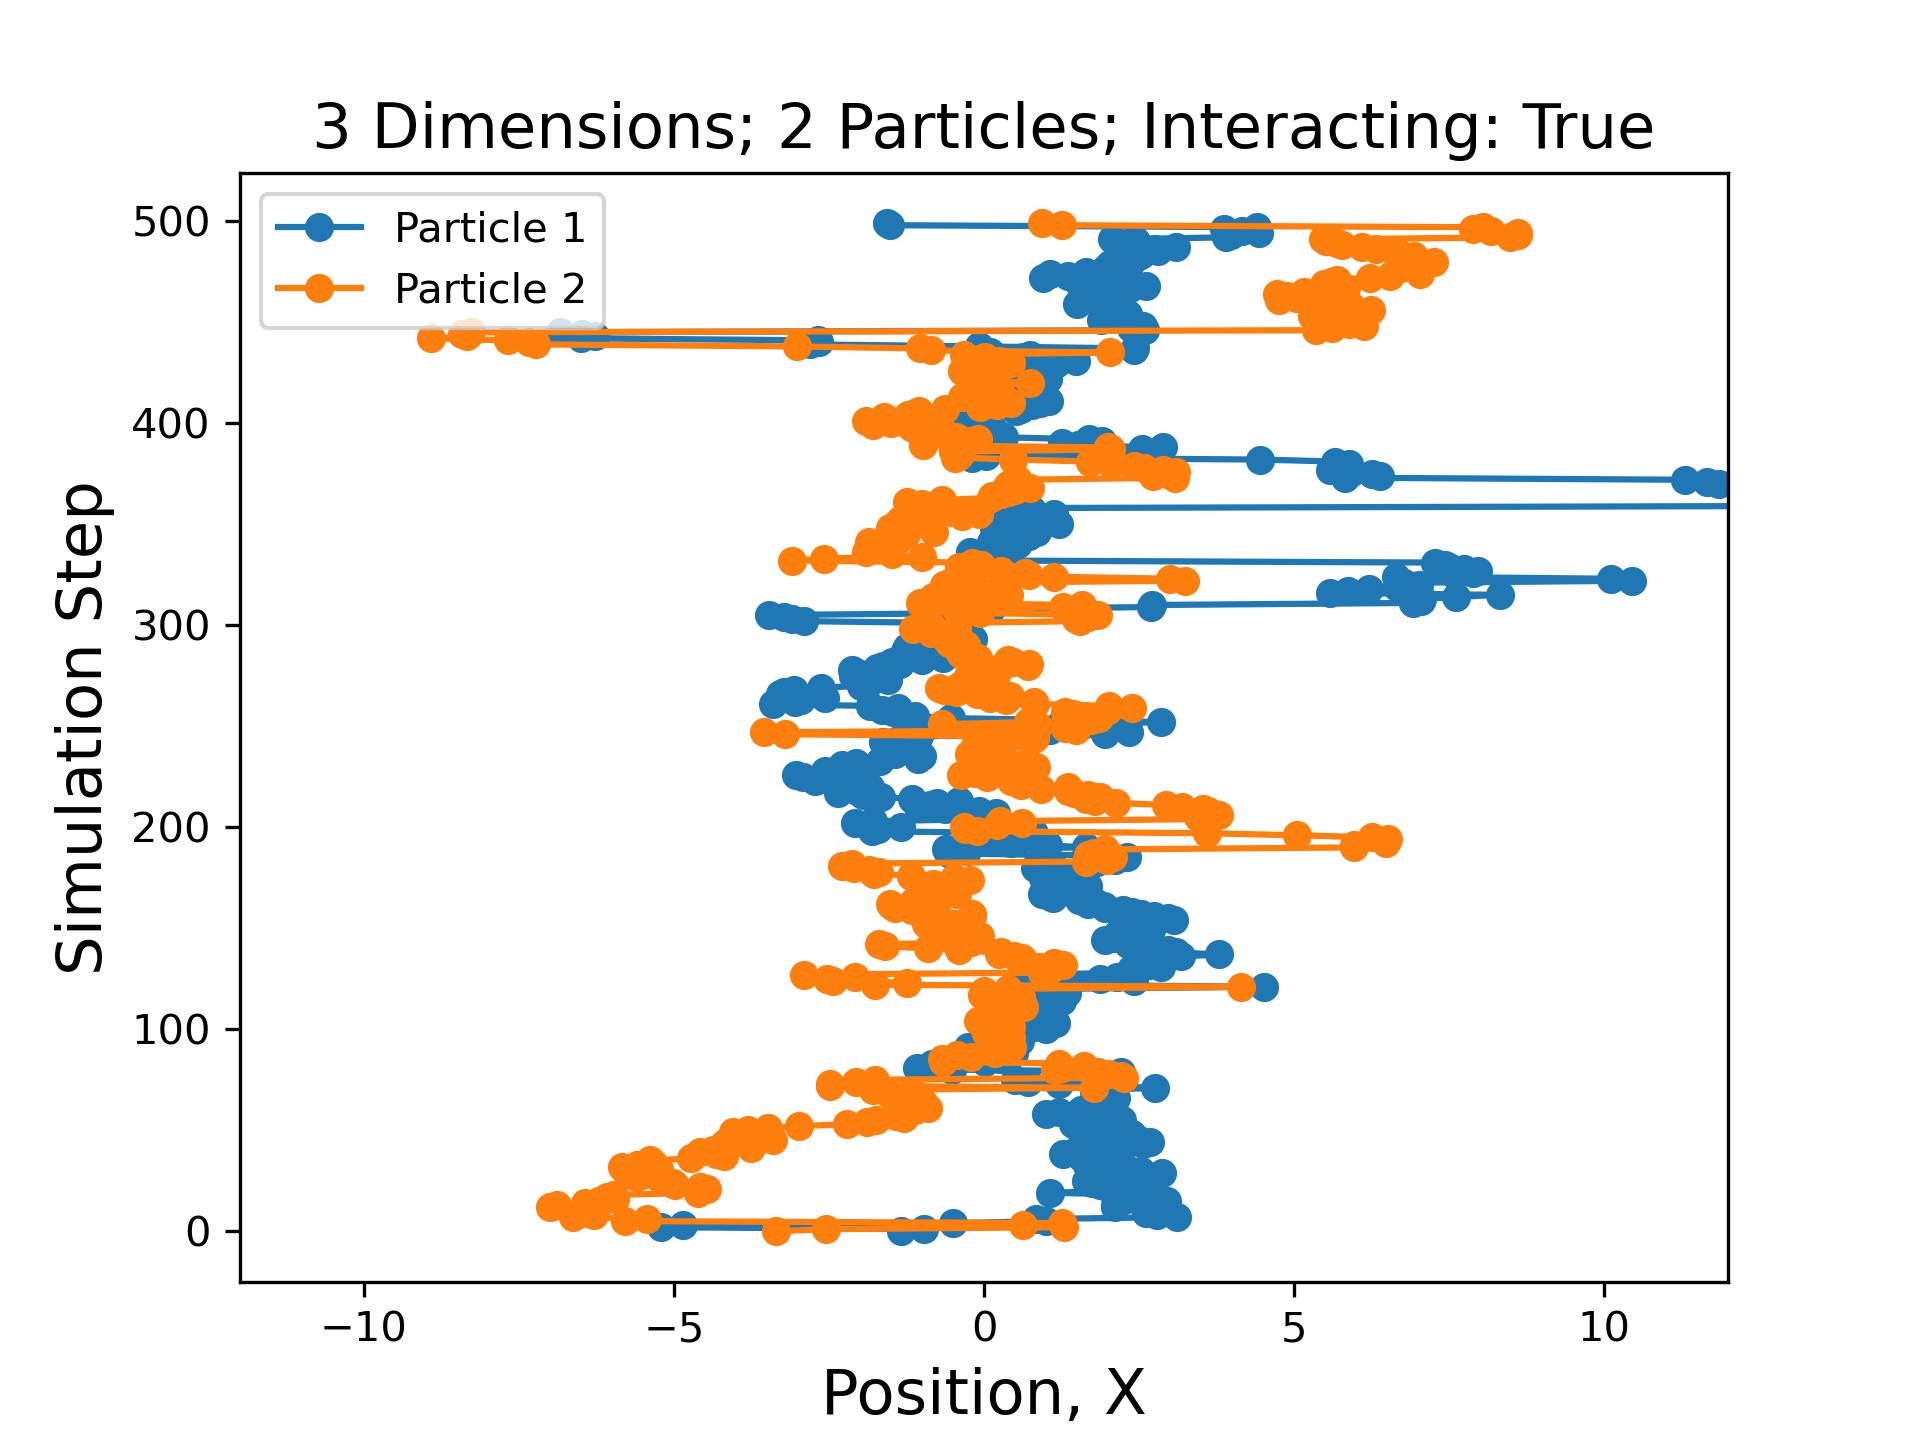 3 Dimensions; 2 Particles; Interacting: True
Particle 1
Particle 2
Simulation Step
500
400
300
200
100
0
−10
−5
0
5
10
Position, X